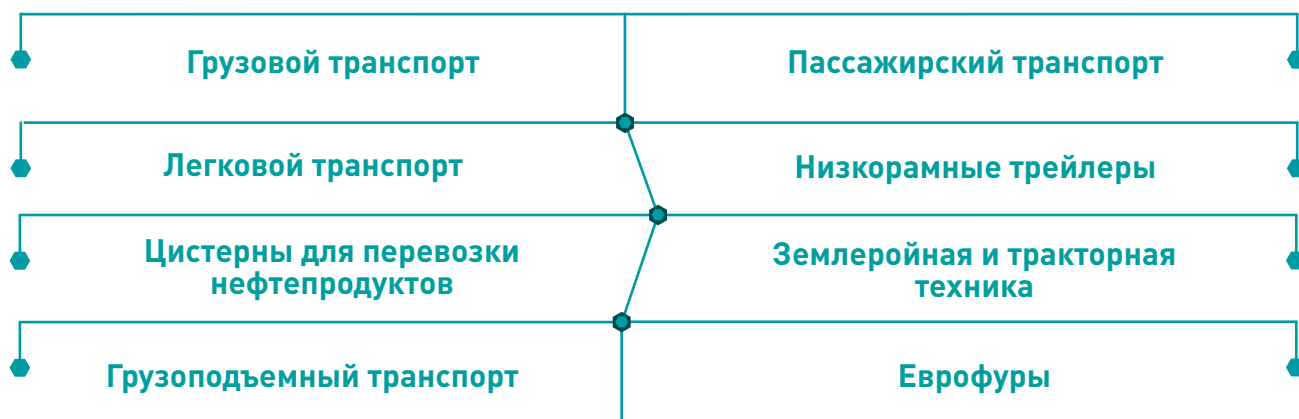 Грузовой транспорт
Пассажирский транспорт
Легковой транспорт
Низкорамные трейлеры
Цистерны для перевозки
нефтепродуктов
Землеройная и тракторная
техника
Грузоподъемный транспорт
Еврофуры